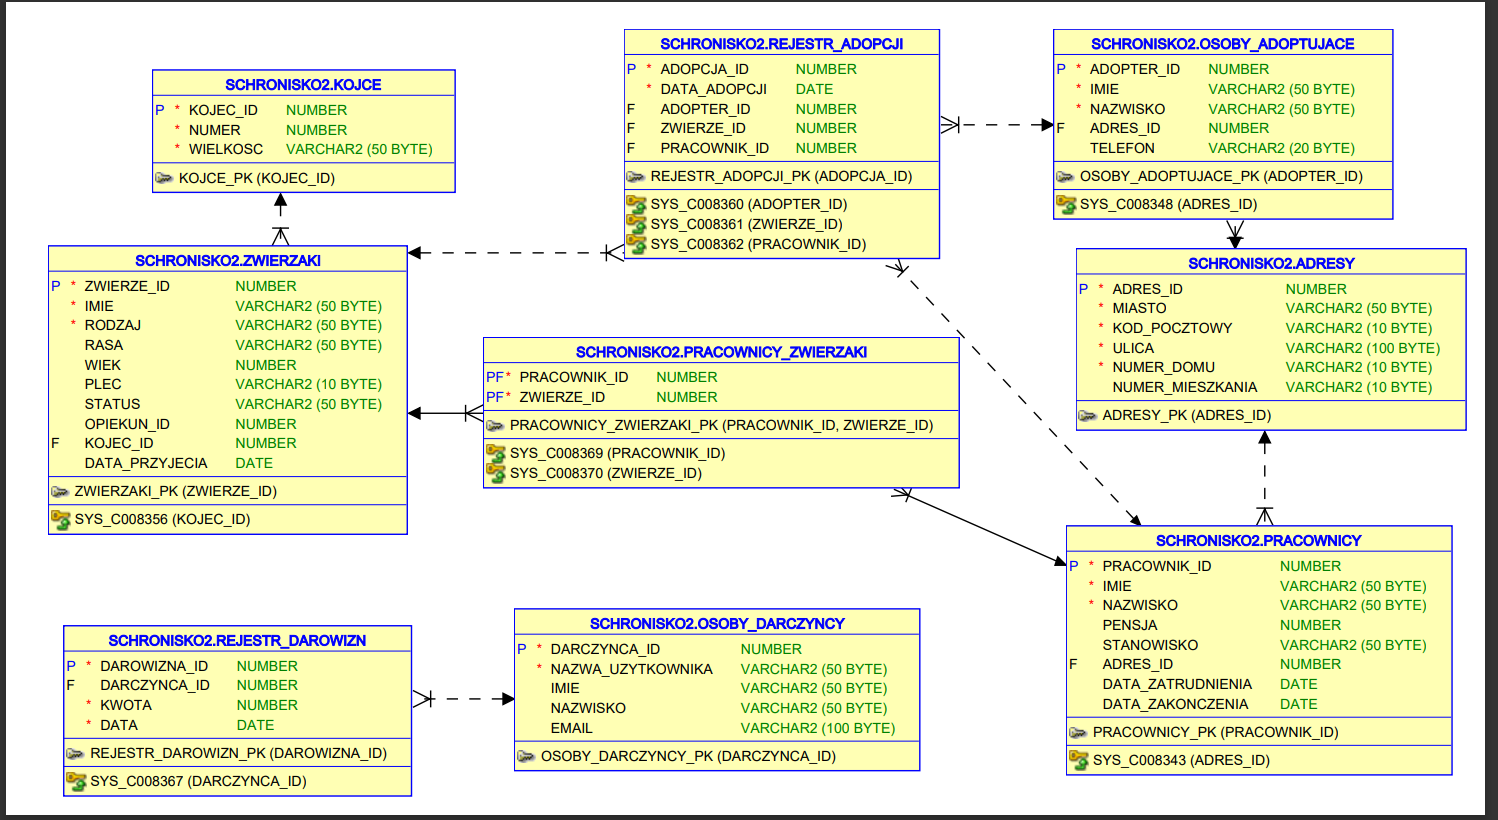 SCHRONISKO2.KOJCE
P * KOJEC_ID NUMBER
* NUMER NUMBER
* WIELKOSC VARCHAR2 (50 BYTE)
KOJCE_PK (KOJEC_ID)
SCHRONISKO2.REJESTR_ADOPCJI
P * ADOPCJA_ID NUMBER
* DATA_ADOPCJI DATE
F ADOPTER_ID NUMBER
F ZWIERZE_ID NUMBER
F PRACOWNIK_ID NUMBER
REJESTR_ADOPCJI_PK (ADOPCJA_ID)
SYS_C008360 (ADOPTER_ID)
SYS_C008361 (ZWIERZE_ID)
SYS_C008362 (PRACOWNIK_ID)
SCHRONISKO2.OSOBY_ADOPTUJACE
P * ADOPTER_ID NUMBER
* IMIE VARCHAR2 (50 BYTE)
* NAZWISKO VARCHAR2 (50 BYTE)
F ADRES_ID NUMBER
TELEFON VARCHAR2 (20 BYTE)
OSOBY_ADOPTUJACE_PK (ADOPTER_ID)
SYS_C008348 (ADRES_ID)
SCHRONISKO2.ZWIERZAKI
P * ZWIERZE_ID NUMBER
* IMIE VARCHAR2 (50 BYTE)
* RODZAJ VARCHAR2 (50 BYTE)
RASA VARCHAR2 (50 BYTE)
WIEK NUMBER
PLEC VARCHAR2 (10 BYTE)
STATUS VARCHAR2 (50 BYTE)
OPIEKUN_ID NUMBER
F KOJEC_ID NUMBER
DATA_PRZYJECIA DATE
ZWIERZAKI_PK (ZWIERZE_ID)
SYS_C008356 (KOJEC_ID)
SCHRONISKO2.PRACOWNICY_ZWIERZAKI
PF* PRACOWNIK_ID NUMBER
PF* ZWIERZE_ID NUMBER
PRACOWNICY_ZWIERZAKI_PK (PRACOWNIK_ID, ZWIERZE_ID)
SYS_C008369 (PRACOWNIK_ID)
SYS_C008370 (ZWIERZE_ID)
SCHRONISKO2.ADRESY
P * ADRES_ID NUMBER
* MIASTO VARCHAR2 (50 BYTE)
* KOD_POCZTOWY VARCHAR2 (10 BYTE)
* ULICA VARCHAR2 (100 BYTE)
* NUMER_DOMU VARCHAR2 (10 BYTE)
NUMER_MIESZKANIA VARCHAR2 (10 BYTE)
ADRESY_PK (ADRES_ID)
SCHRONISKO2.REJESTR_DAROWIZN
P * DAROWIZNA_ID NUMBER
F DARCZYNCA_ID NUMBER
* KWOTA NUMBER
* DATA DATE
REJESTR_DAROWIZN_PK (DAROWIZNA_ID)
SYS_C008367 (DARCZYNCA_ID)
SCHRONISKO2.OSOBY_DARCZYNCY
P * DARCZYNCA_ID NUMBER
* NAZWA_UZYTKOWNIKA VARCHAR2 (50 BYTE)
IMIE VARCHAR2 (50 BYTE)
NAZWISKO VARCHAR2 (50 BYTE)
EMAIL VARCHAR2 (100 BYTE)
OSOBY_DARCZYNCY_PK (DARCZYNCA_ID)
SCHRONISKO2.PRACOWNICY
P * PRACOWNIK_ID NUMBER
* IMIE VARCHAR2 (50 BYTE)
* NAZWISKO VARCHAR2 (50 BYTE)
PENSJA NUMBER
STANOWISKO VARCHAR2 (50 BYTE)
F ADRES_ID NUMBER
DATA_ZATRUDNIENIA DATE
DATA_ZAKONCZENIA DATE
PRACOWNICY_PK (PRACOWNIK_ID)
SYS_C008343 (ADRES_ID)